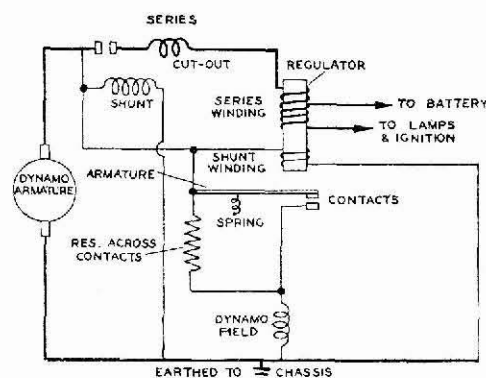 SERIES
CUT-OUT
REGULATOR
SHUNT
SERIES
WINDING
TO BATTERY
TO LAMPS
& IGNITION
SHUNT
WINDING
DYNAMO
ARMATURE
ARMATURE
CONTACTS
SPRING
RES. ACROSS
CONTACTS
DYNAMO
FIELD
EARTHED TO CHASSIS